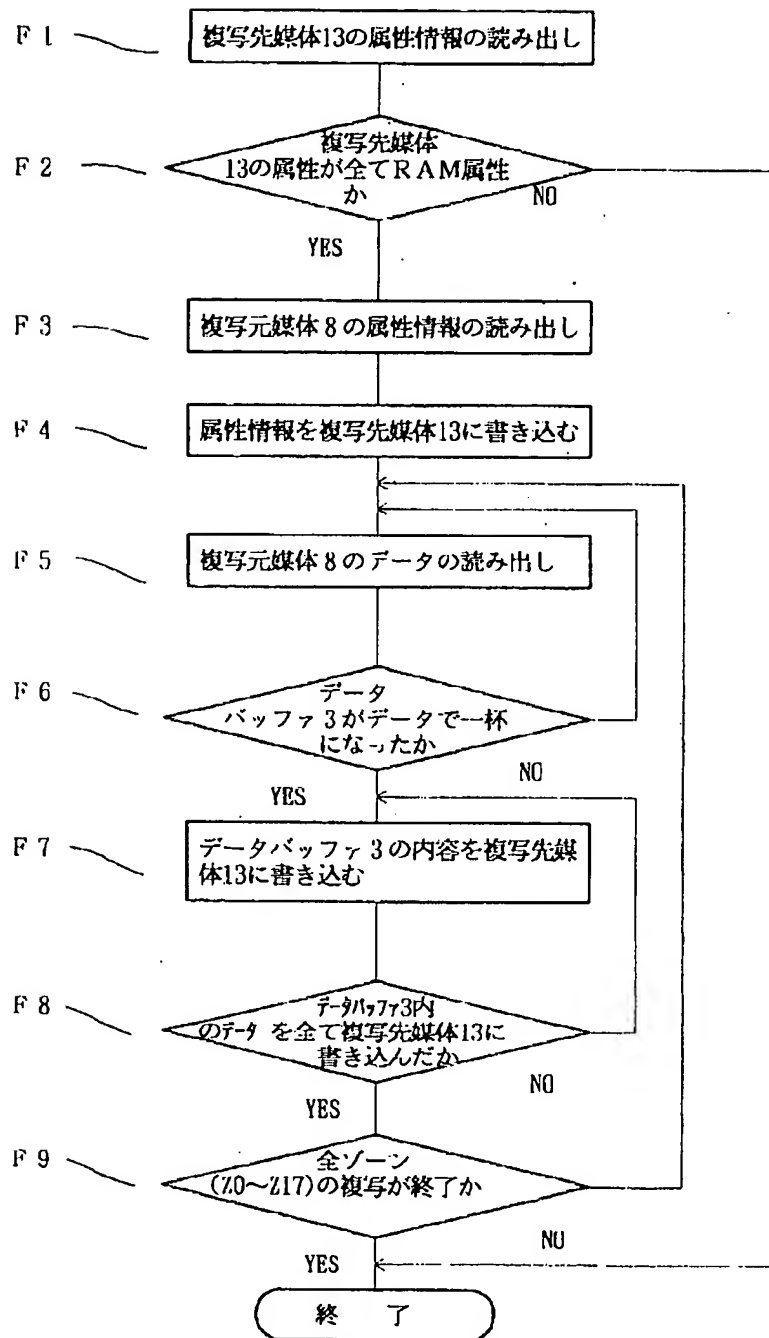 F 1
複写先媒体13の属性情報の読み出し
F 2
複写先媒体
13の属性が全てRAM属性
か
NO
YES
F 3
複写元媒体8の属性情報の読み出し
F 4
属性情報を複写先媒体13に書き込む
F 5
複写元媒体8のデータの読み出し
F 6
データ
バッファ3がデータで一杯
になったか
NO
YES
F 7
データバッファ3の内容を複写先媒
体13に書き込む
F 8
データバッファ3内
のデータ を全て複写先媒体13に
書き込んだか
NO
YES
F 9
全ゾーン
(Z0～Z17)の複写が終了か
NO
YES
終 了